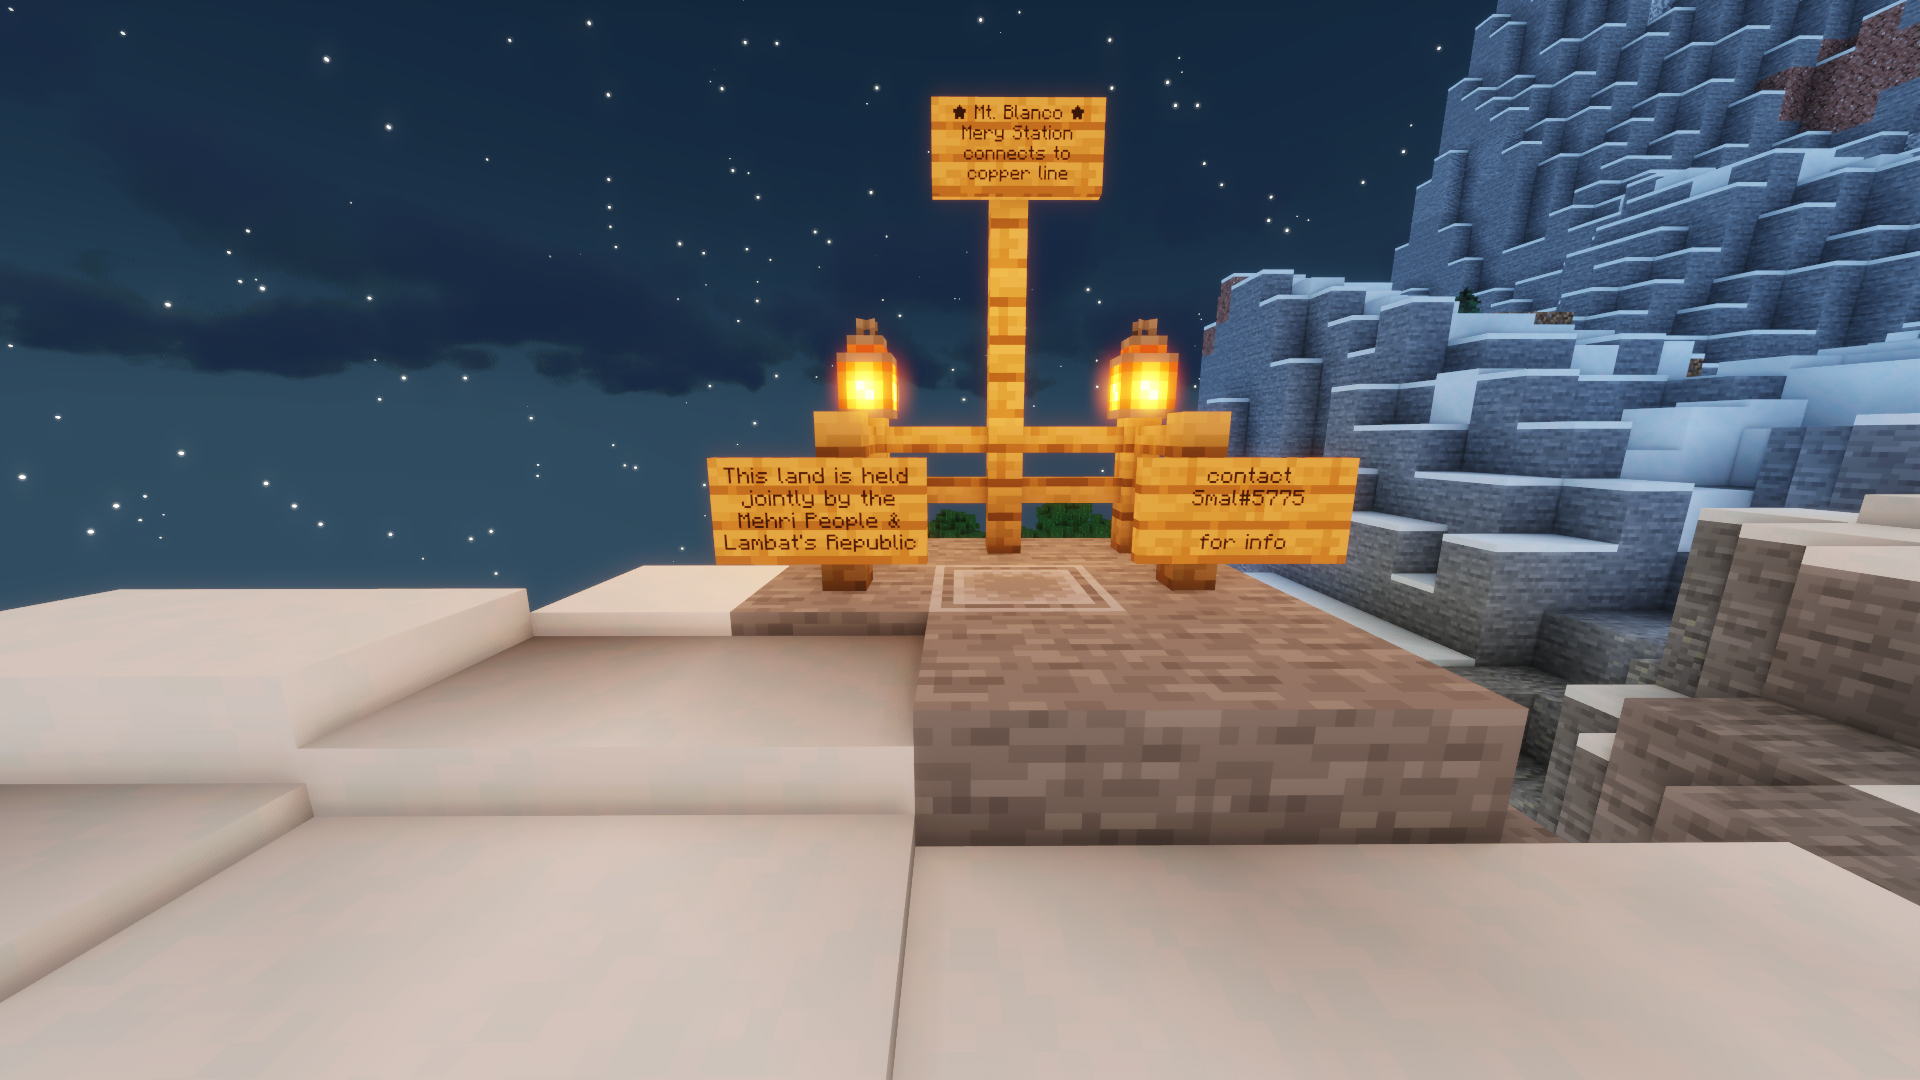 ★ Mt. Blanco ★
Mery Station
connects to
copper line
This land is held
jointly by the
Mehri People &
Lambat's Republic
contact
Smal#5775
for info